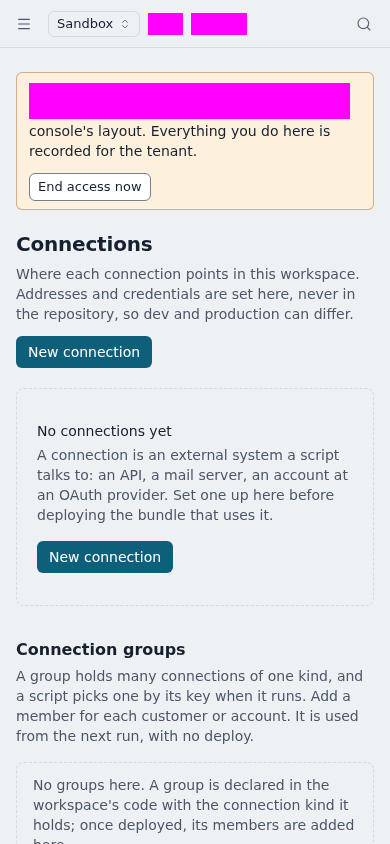 Sandbox
console's layout. Everything you do here is
recorded for the tenant.
End access now
Connections
Where each connection points in this workspace.
Addresses and credentials are set here, never in
the repository, so dev and production can differ.
New connection
No connections yet
A connection is an external system a script
talks to: an API, a mail server, an account at
an OAuth provider. Set one up here before
deploying the bundle that uses it.
New connection
Connection groups
A group holds many connections of one kind, and
a script picks one by its key when it runs. Add a
member for each customer or account. It is used
from the next run, with no deploy.
No groups here. A group is declared in the
workspace's code with the connection kind it
holds; once deployed, its members are added
here.